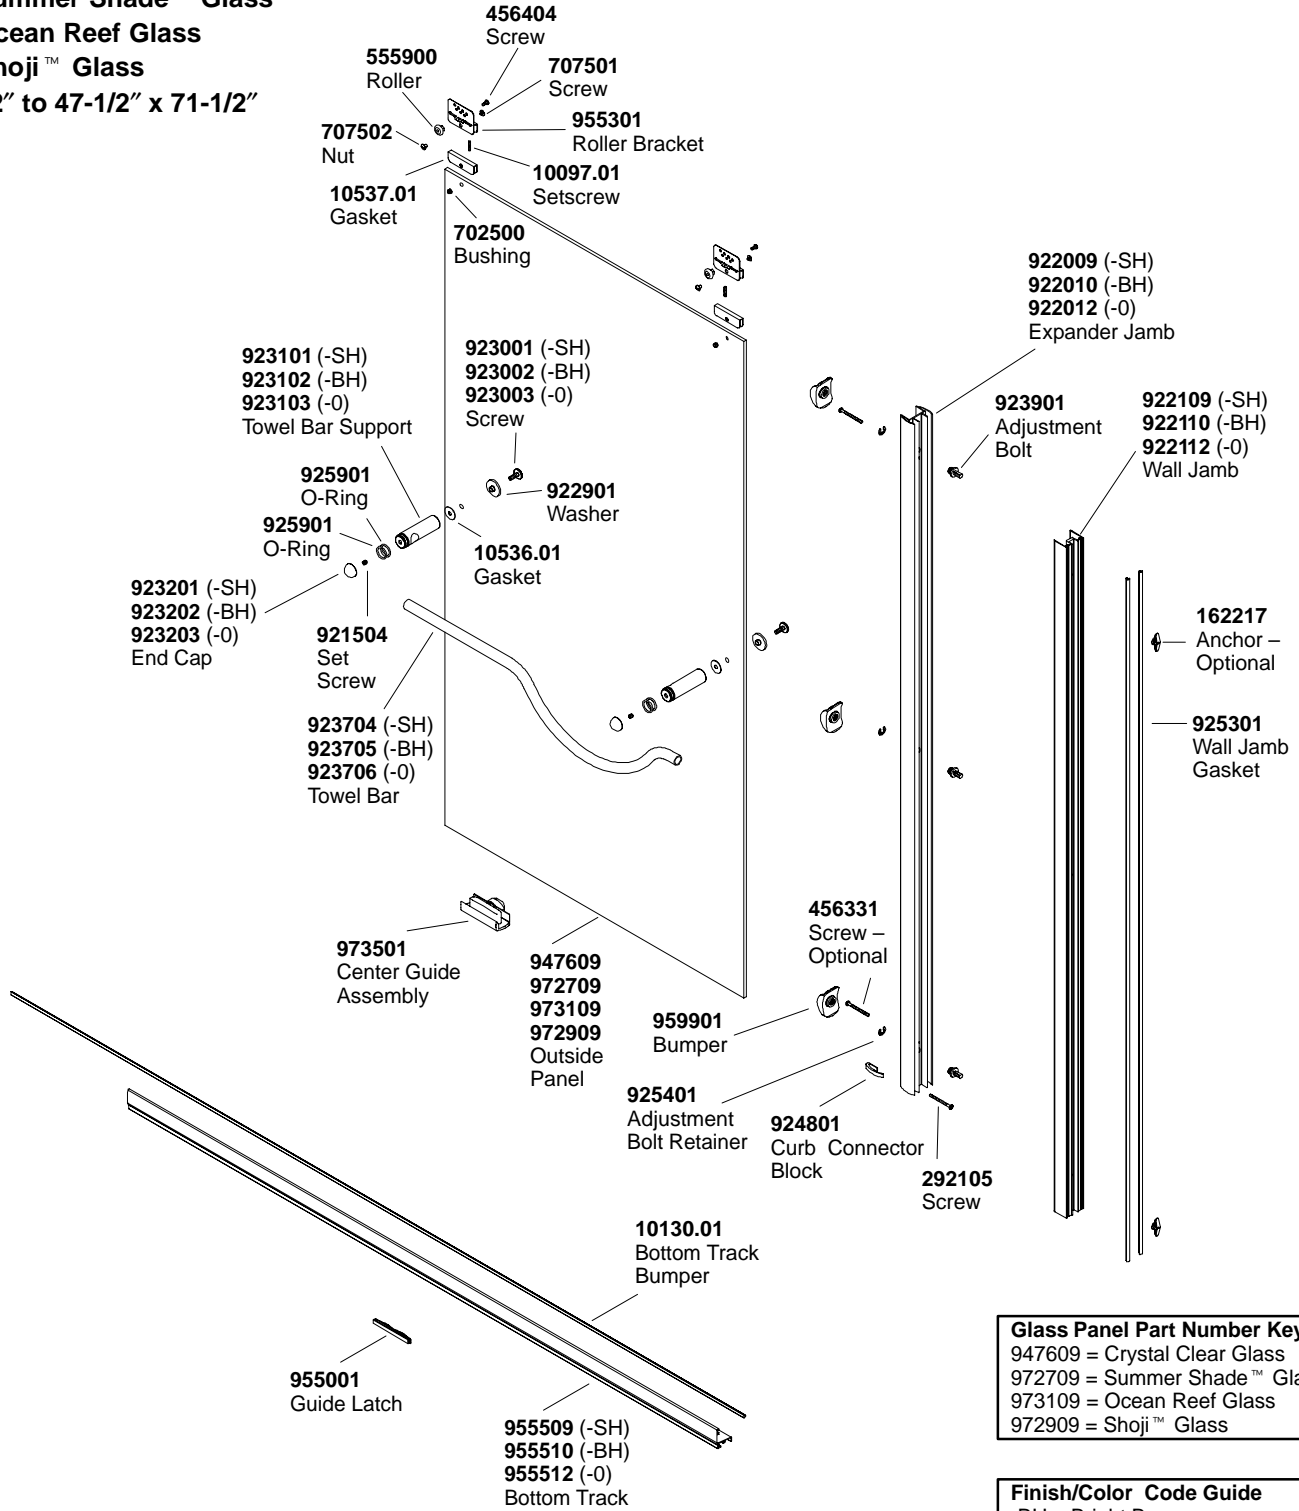 Glass
Reef Glass
Glass
to 47-1/2″ x 71-1/2″
456404
Screw
555900
Roller
707501
Screw
707502
Nut
955301
Roller Bracket
10097.01
Setscrew
10537.01
Gasket
702500
Bushing
922009 (-SH)
922010 (-BH)
922012 (-0)
Expander Jamb
923101 (-SH)
923102 (-BH)
923103 (-0)
Towel Bar Support
923001 (-SH)
923002 (-BH)
923003 (-0)
Screw
923901
Adjustment
Bolt
922109 (-SH)
922110 (-BH)
922112 (-0)
Wall Jamb
925901
O-Ring
922901
Washer
925901
O-Ring
10536.01
Gasket
923201 (-SH)
923202 (-BH)
923203 (-0)
End Cap
921504
Set
Screw
162217
Anchor –
Optional
923704 (-SH)
923705 (-BH)
923706 (-0)
Towel Bar
925301
Wall Jamb
Gasket
456331
Screw –
Optional
973501
Center Guide
Assembly
947609
972709
973109
972909
Outside
Panel
959901
Bumper
925401
Adjustment
Bolt Retainer
924801
Curb Connector
Block
292105
Screw
10130.01
Bottom Track
Bumper
955001
Guide Latch
955509 (-SH)
955510 (-BH)
955512 (-0)
Bottom Track
Glass Panel Part Number Key
947609 = Crystal Clear Glass
972709 = Summer Shade™
973109 = Ocean Reef Glass
972909 = Shoji™ Glass
Finish/Color Code Guide